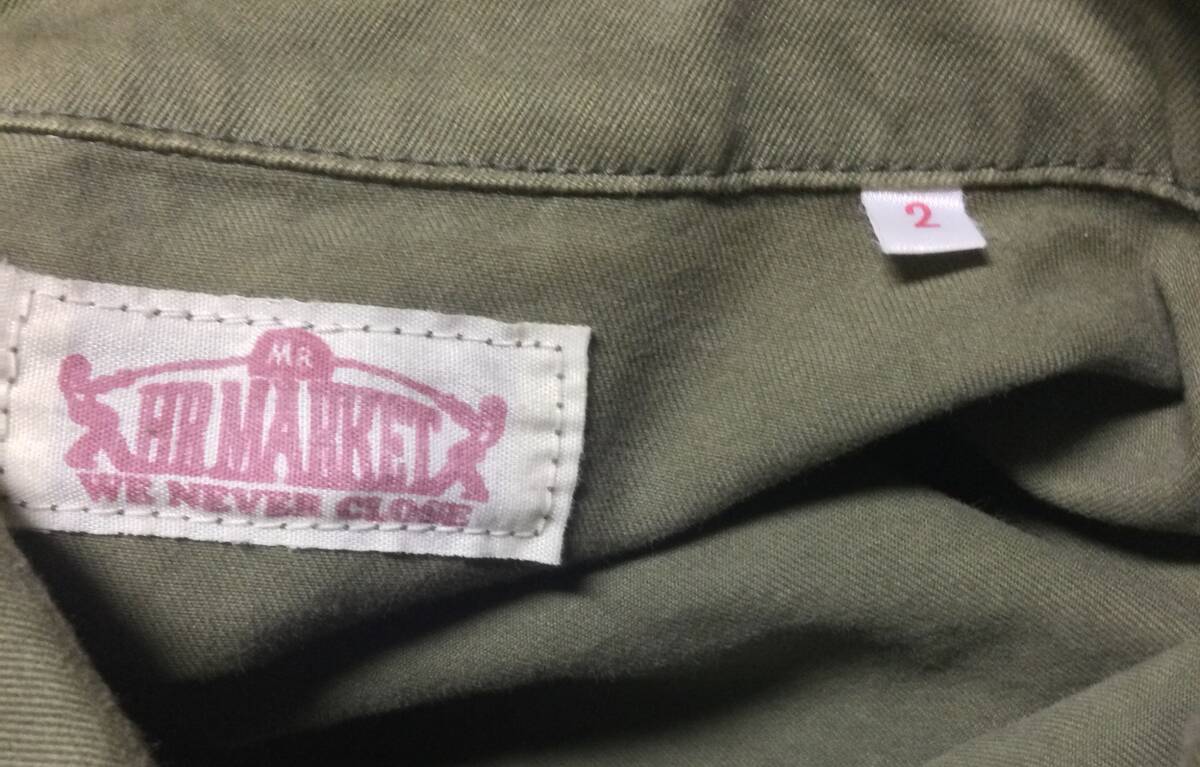 MR
HR.MARKET
WE NEVER CLOSE
2